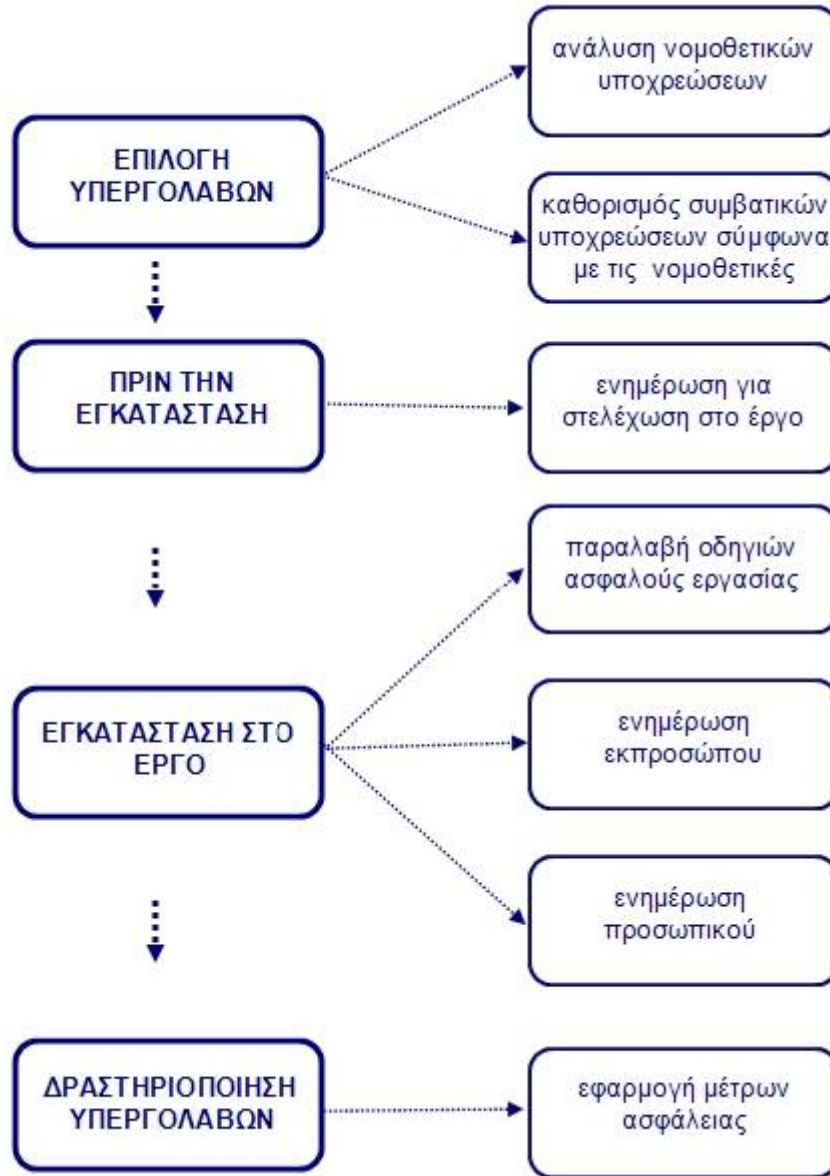 ΕΠΙΛΟΓΗ
ΥΠΕΡΓΟΛΑΒΩΝ
ανάλυση νομοθετικών
υποχρεώσεων
καθορισμός συμβατικών
υποχρεώσεων σύμφωνα
με τις νομοθετικές
ΠΡΙΝ ΤΗΝ
ΕΓΚΑΤΑΣΤΑΣΗ
ενημέρωση για
στελέχωση στο έργο
ΕΓΚΑΤΑΣΤΑΣΗ ΣΤΟ
ΕΡΓΟ
παραλαβή οδηγιών
ασφαλούς εργασίας
ενημέρωση
εκπροσώπου
ενημέρωση
προσωπικού
ΔΡΑΣΤΗΡΙΟΠΟΙΗΣΗ
ΥΠΕΡΓΟΛΑΒΩΝ
εφαρμογή μέτρων
ασφάλειας